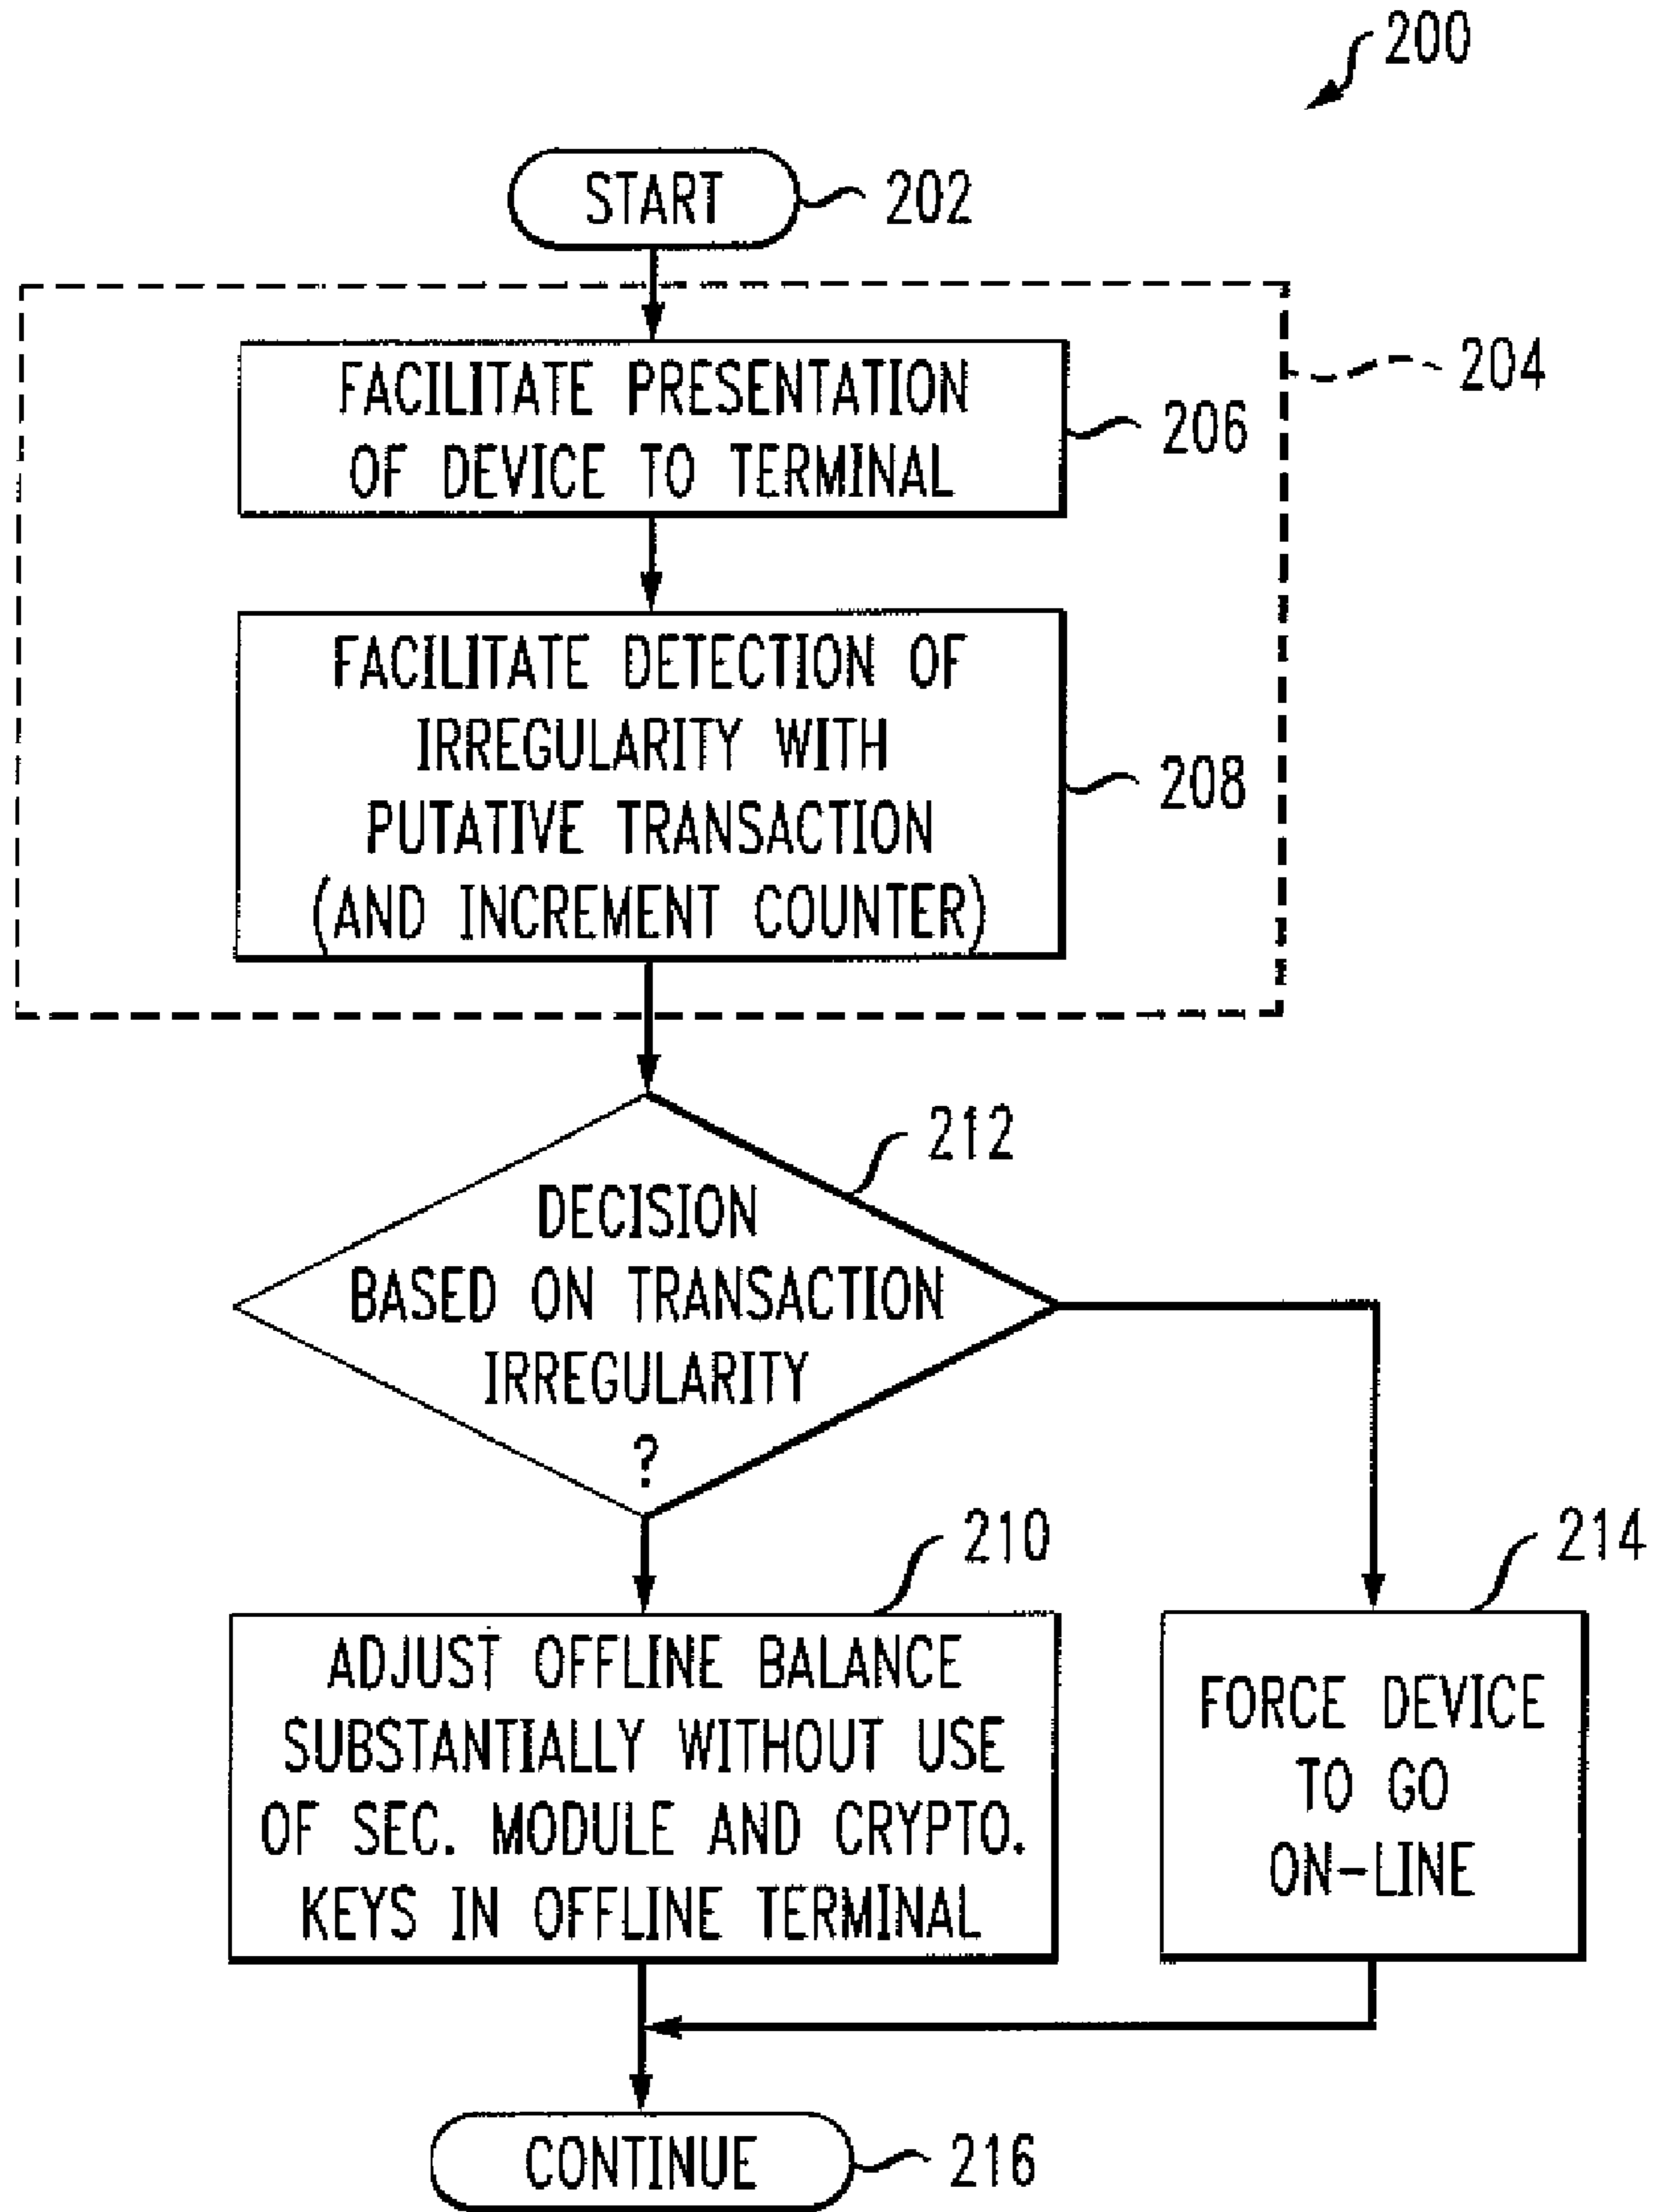 200
START
202
204
FACILITATE PRESENTATION
OF DEVICE TO TERMINAL
206
FACILITATE DETECTION OF
IRREGULARITY WITH
PUTATIVE TRANSACTION
(AND INCREMENT COUNTER)
208
212
DECISION
BASED ON TRANSACTION
IRREGULARITY
?
210
ADJUST OFFLINE BALANCE
SUBSTANTIALLY WITHOUT USE
OF SEC. MODULE AND CRYPTO.
KEYS IN OFFLINE TERMINAL
214
FORCE DEVICE
TO GO
ON-LINE
CONTINUE
216